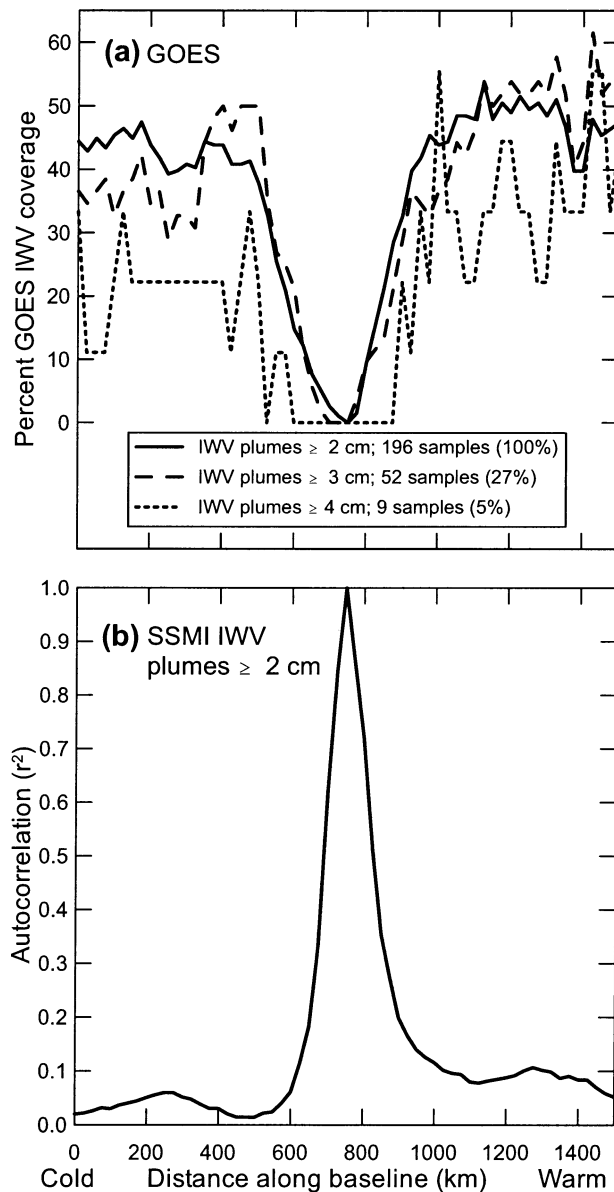 (a) GOES
Percent GOES IWV coverage
60
50
40
30
20
10
0
IWV plumes ≥ 2 cm; 196 samples (100%)
IWV plumes ≥ 3 cm; 52 samples (27%)
IWV plumes ≥ 4 cm; 9 samples (5%)
(b) SSMI IWV
plumes ≥ 2 cm
Autocorrelation (r²)
1.0
0.9
0.8
0.7
0.6
0.5
0.4
0.3
0.2
0.1
0.0
0 200 400 600 800 1000 1200 1400
Cold Distance along baseline (km) Warm